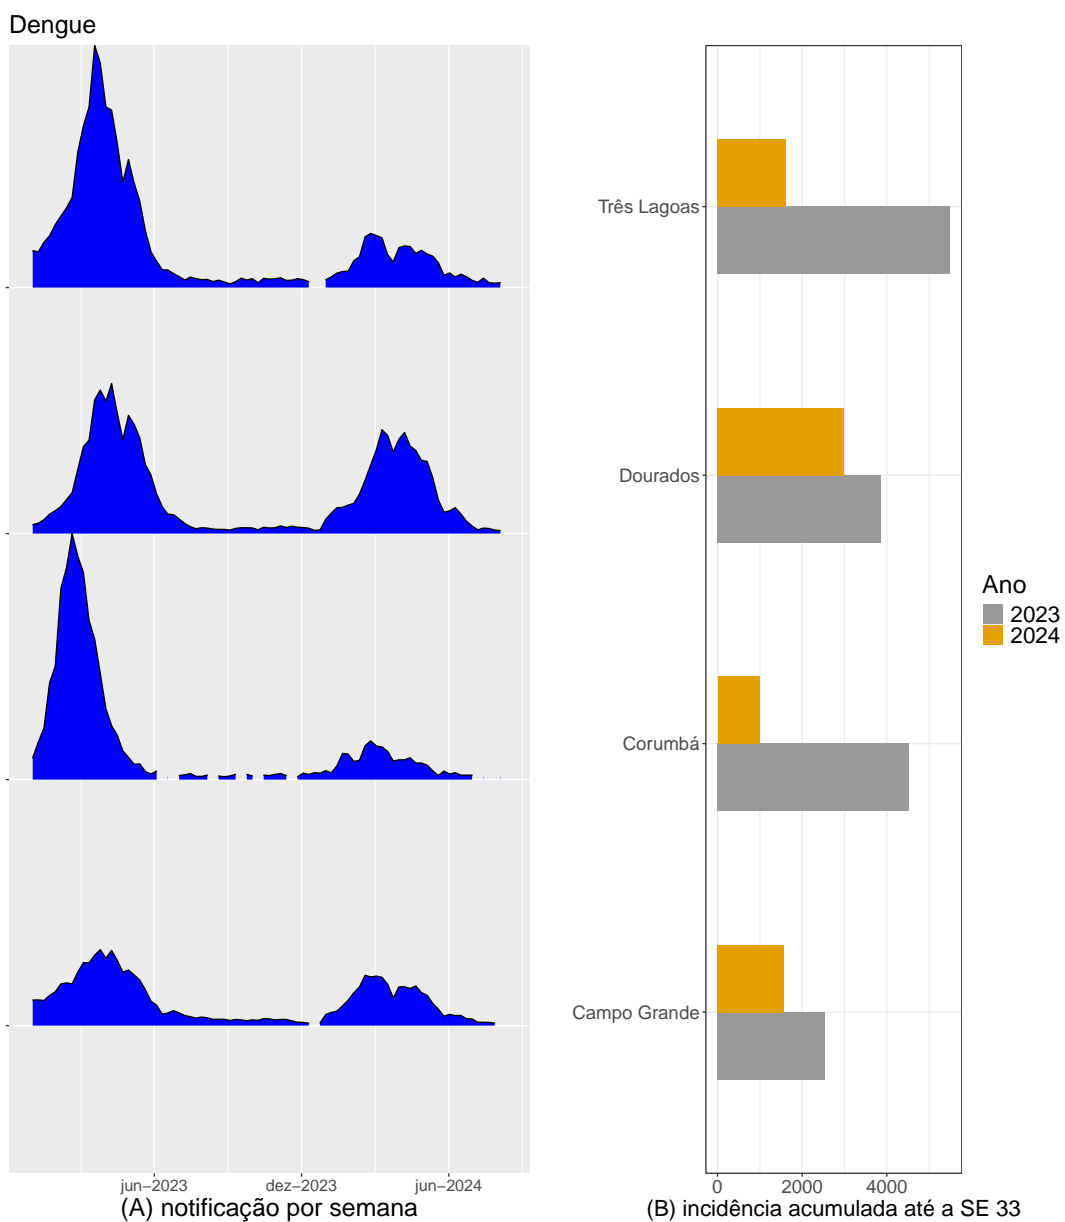 Dengue
Três Lagoas
Dourados
Corumbá
Campo Grande
Ano
2023
2024
jun–2023 dez–2023 jun–2024
0 2000 4000
(A) notificação por semana
(B) incidência acumulada até a SE 33